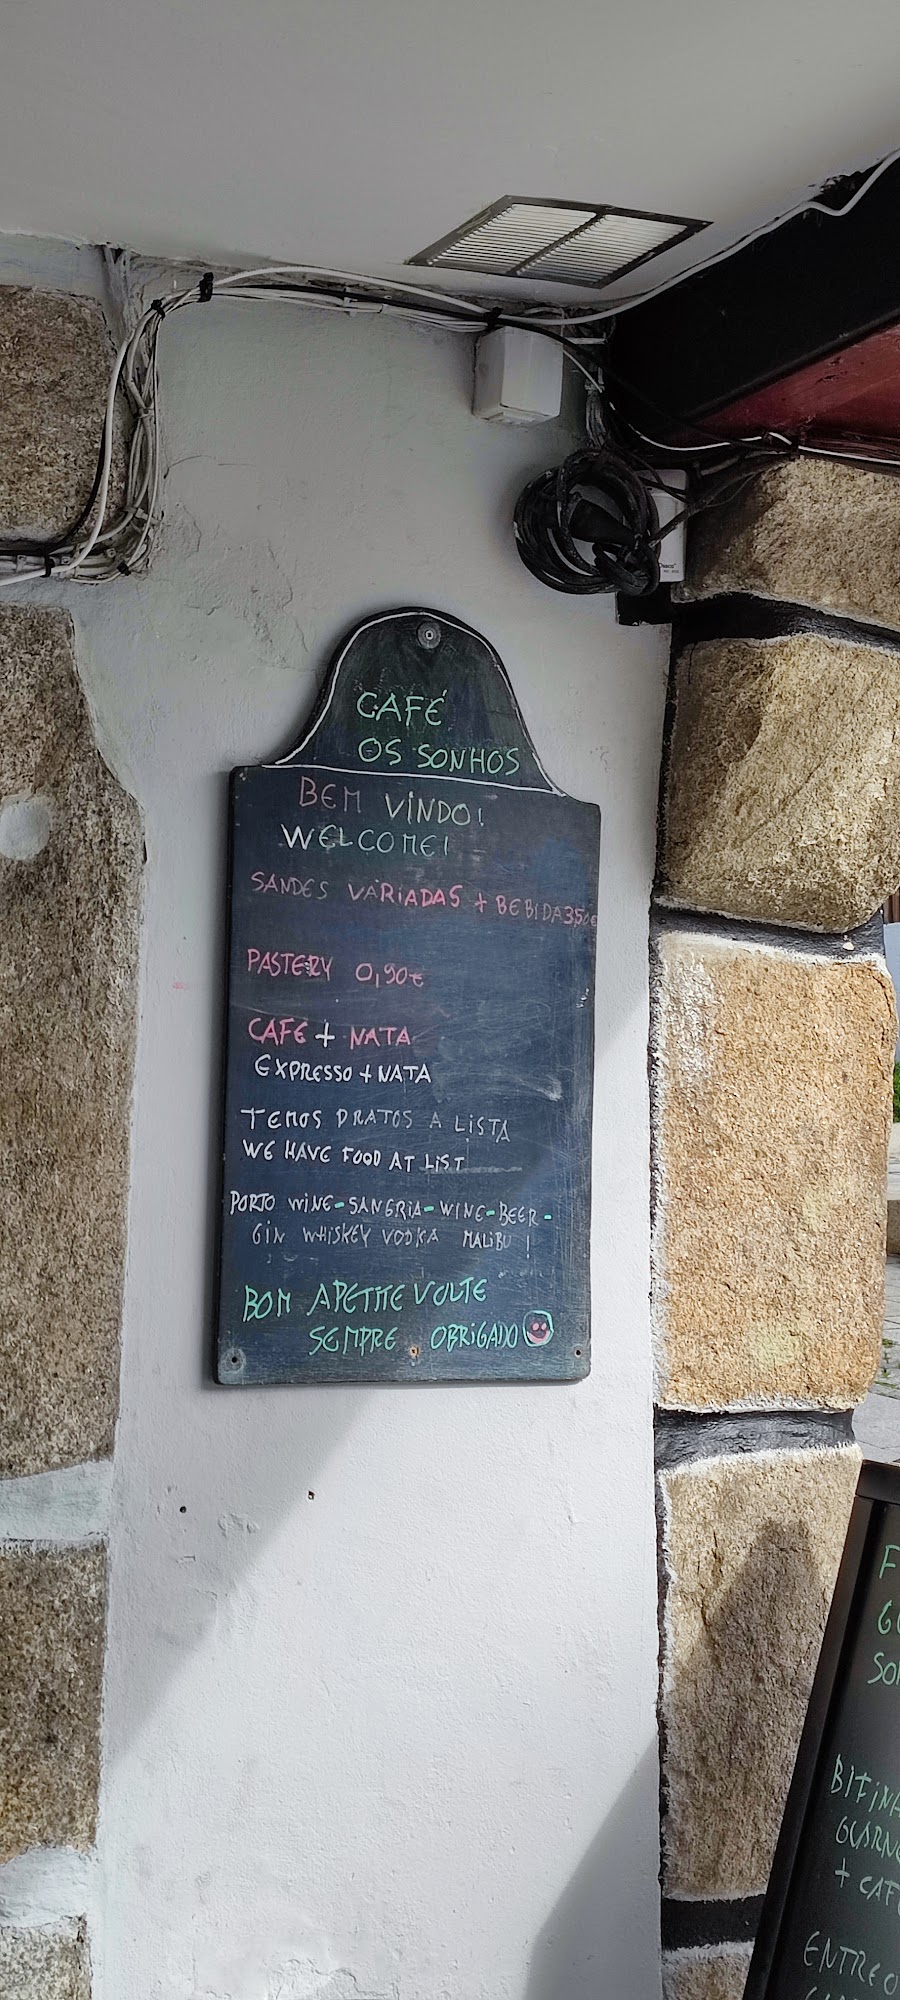 CAFÉ
OS SONHOS
BEM VINDO!
WELCOME!
SANDES VARIADAS + BEBIDA 3,50€
PASTERY 0,90€
CAFE + NATA
EXPRESSO + NATA
TEMOS PRATOS A LISTA
WE HAVE FOOD AT LIST
PORTO WINE-SANGRIA-WINE-BEER-
GIN WHISKEY VODKA MALIBU !
BOM APETITE VOLTE
SEMPRE OBRIGADO
+ CAF